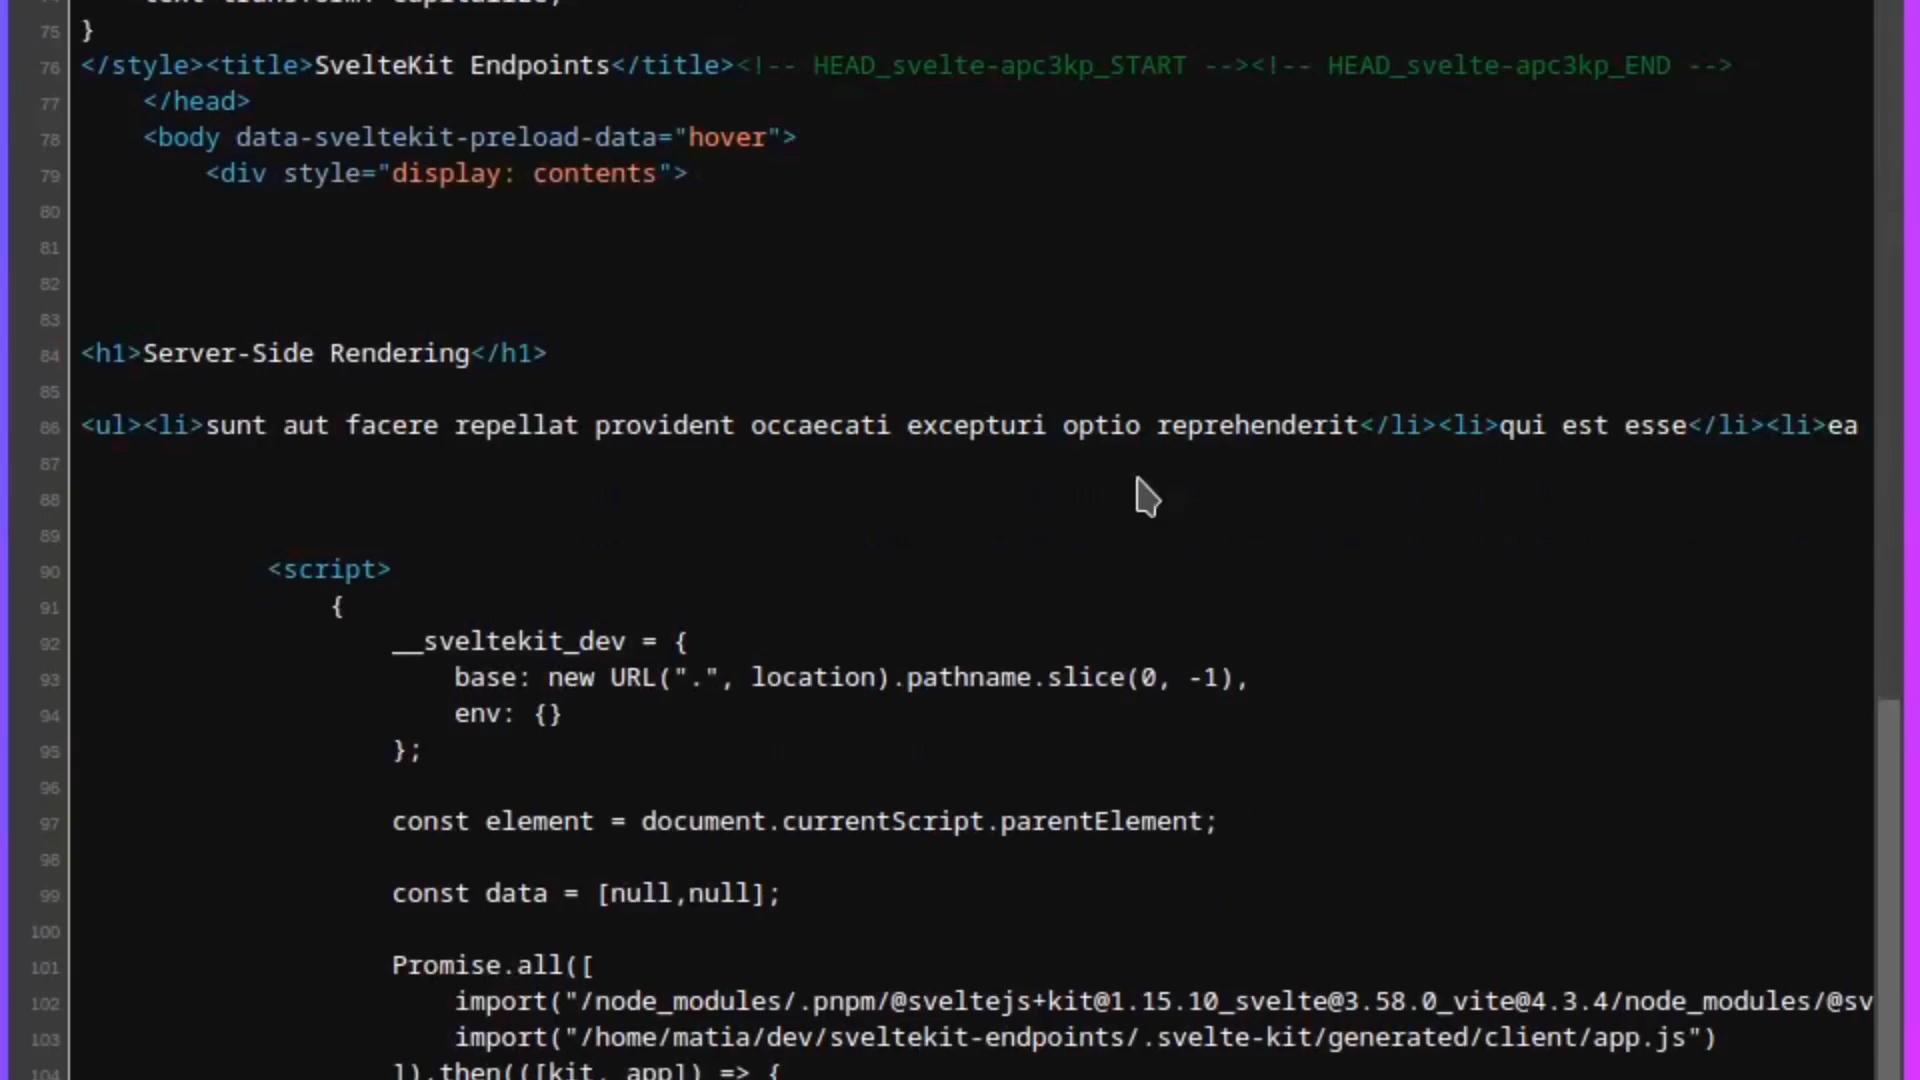 75 }
76 </style><title>SvelteKit Endpoints</title><!-- HEAD_svelte-apc3kp_START --><!-- HEAD_svelte-apc3kp_END -->
77 </head>
78 <body data-sveltekit-preload-data="hover">
79 <div style="display: contents">
80
81
82
83
84 <h1>Server-Side Rendering</h1>
85
86 <ul><li>sunt aut facere repellat provident occaecati excepturi optio reprehenderit</li><li>qui est esse</li><li>ea
87
88
89
90 <script>
91 {
92 __sveltekit_dev = {
93 base: new URL(".", location).pathname.slice(0, -1),
94 env: {}
95 };
96
97 const element = document.currentScript.parentElement;
98
99 const data = [null,null];
100
101 Promise.all([
102 import("/node_modules/.pnpm/@sveltejs+kit@1.15.10_svelte@3.58.0_vite@4.3.4/node_modules/@sv
103 import("/home/matia/dev/sveltekit-endpoints/.svelte-kit/generated/client/app.js")
104 ]).then(([kit, app]) => {